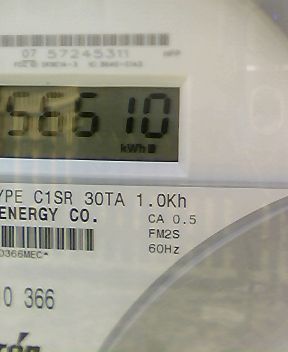 07 57245311
56610
kWh
YPE C1SR 30TA 1.0Kh
ENERGY CO.
CA 0.5
FM2S
60Hz
0366MEC*
0 366